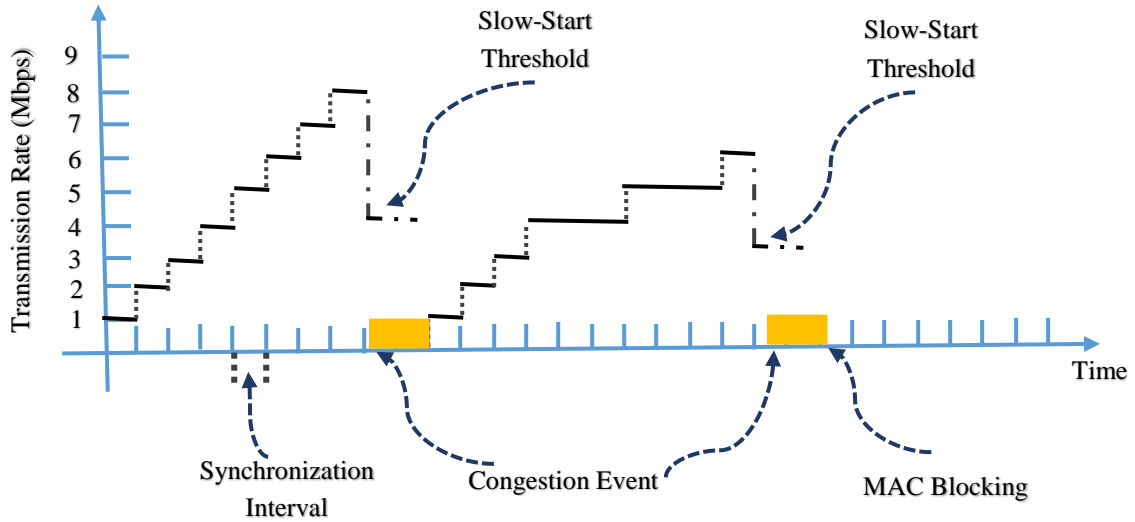 Slow-Start
Threshold
Slow-Start
Threshold
Transmission Rate (Mbps)
9
8
7
6
5
4
3
2
1
Time
Synchronization
Interval
Congestion Event
MAC Blocking